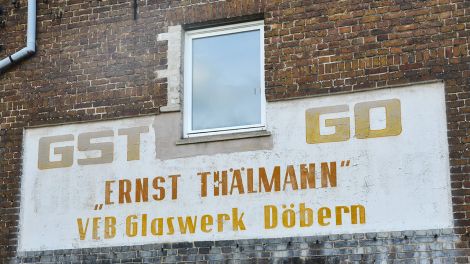 GST GO
„ERNST THÄLMANN“
VEB Glaswerk Döbern